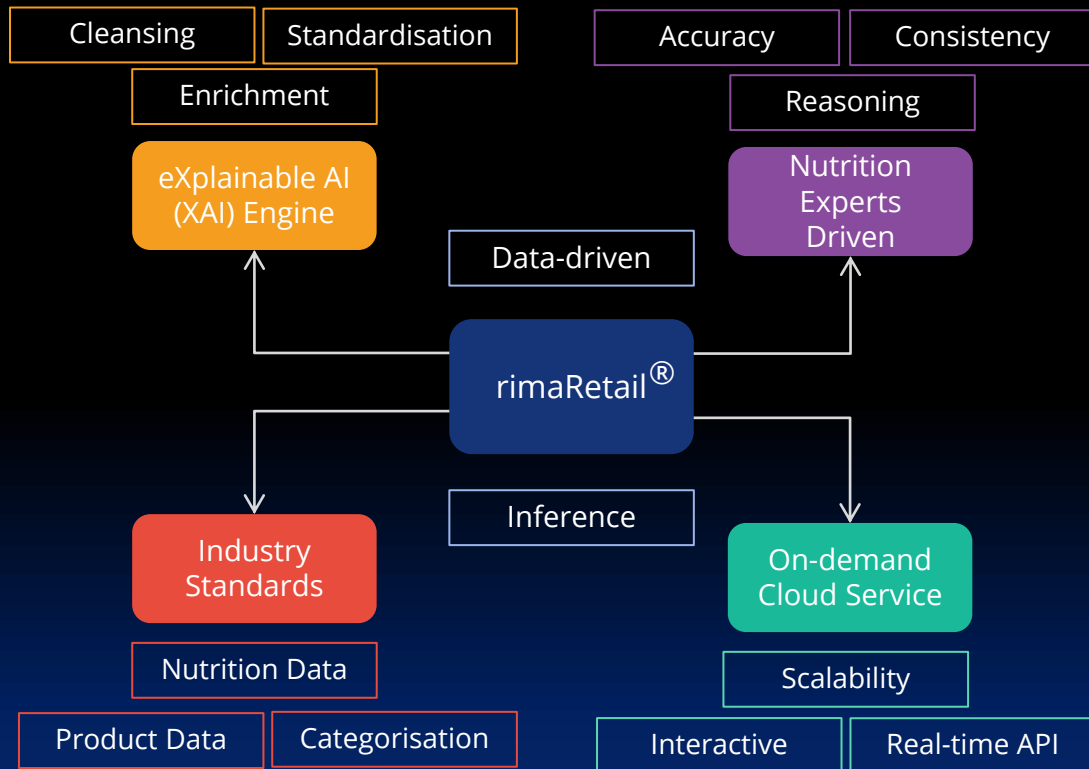 Cleansing
Standardisation
Enrichment
eXplainable AI
(XAI) Engine
Accuracy
Consistency
Reasoning
Nutrition
Experts
Driven
Data-driven
rimaRetail®
Inference
Industry
Standards
Nutrition Data
Product Data
Categorisation
On-demand
Cloud Service
Scalability
Interactive
Real-time API